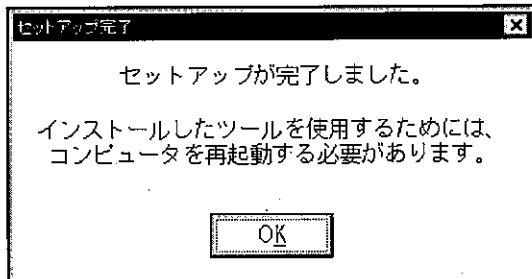 セットアップ完了
セットアップが完了しました。
インストールしたツールを使用するためには、
コンピュータを再起動する必要があります。
OK